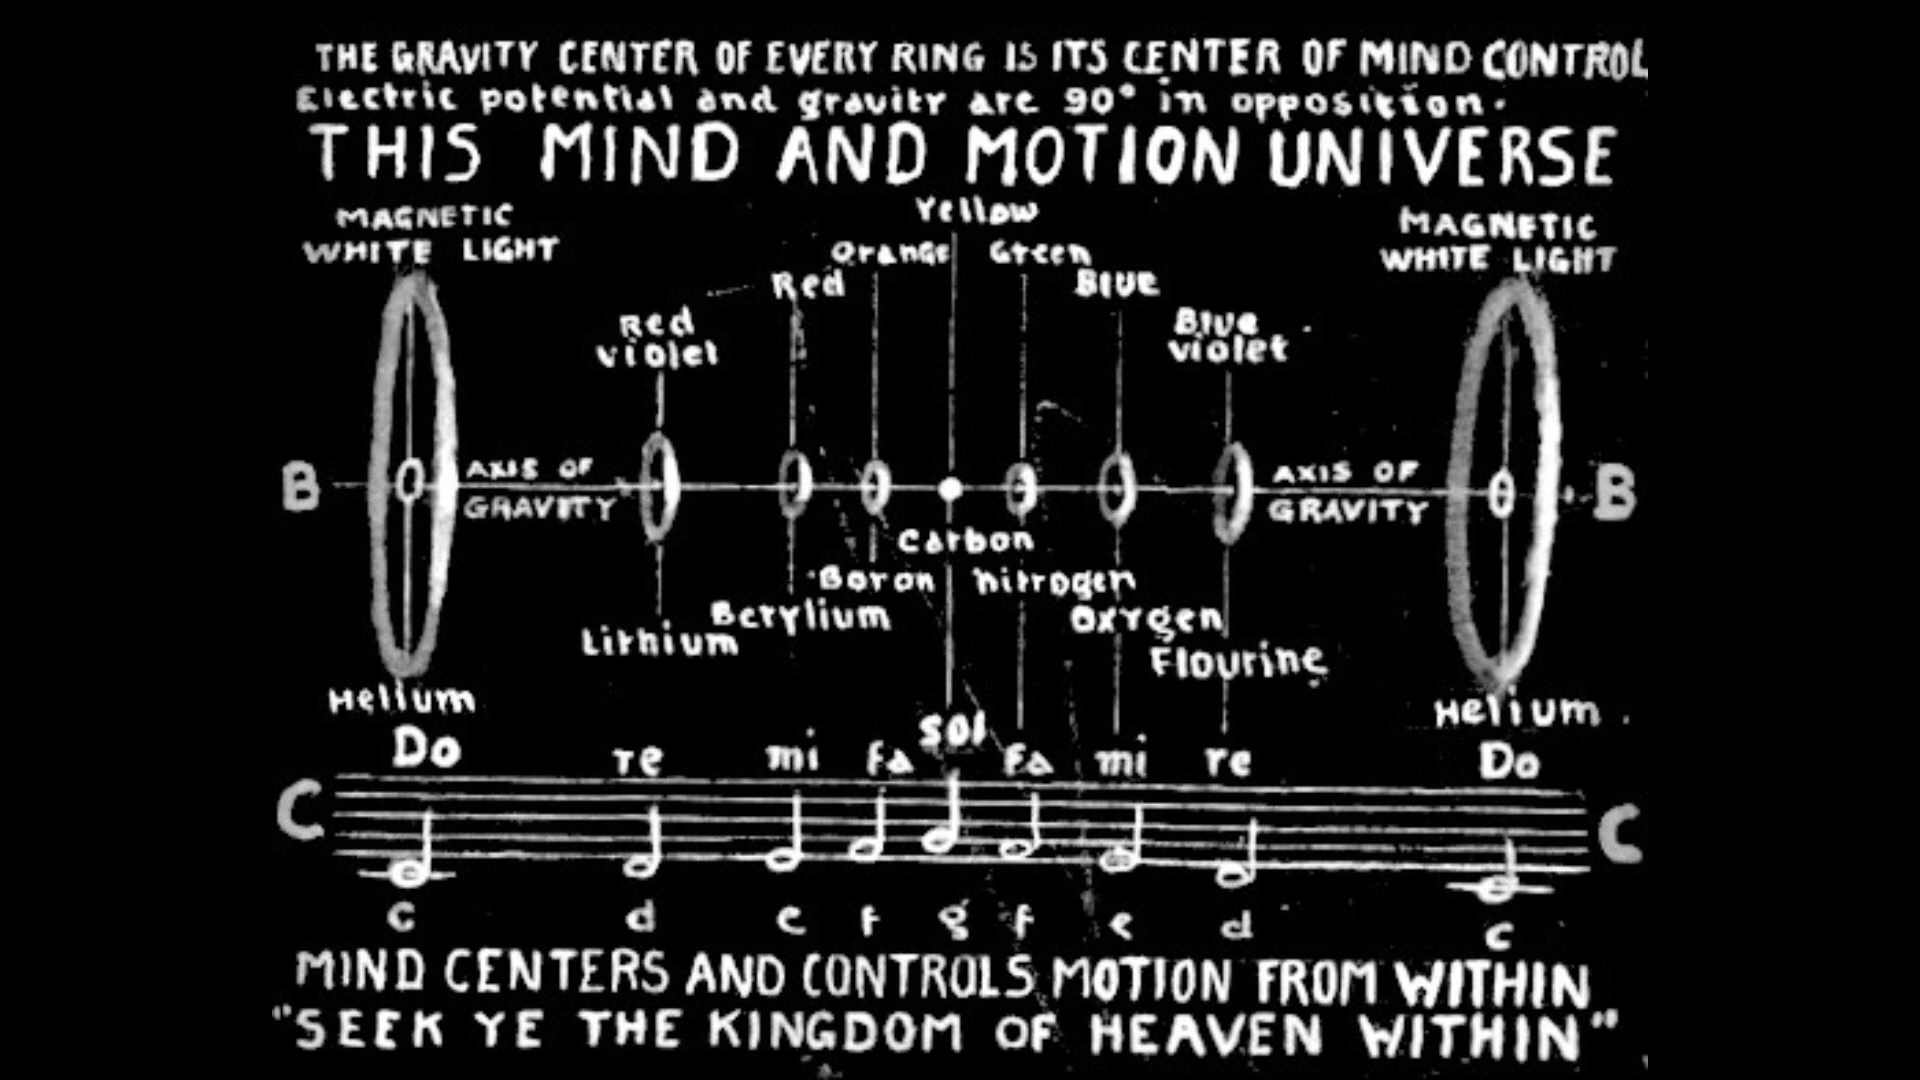 THE GRAVITY CENTER OF EVERY RING IS ITS CENTER OF MIND CONTROL
Electric potential and gravity are 90° in opposition.
THIS MIND AND MOTION UNIVERSE
MAGNETIC
WHITE LIGHT
Yellow
Orange Green
Red Blue
Red
violet
Blue
violet
MAGNETIC
WHITE LIGHT
B
AXIS OF
GRAVITY
AXIS OF
GRAVITY
B
Carbon
Boron nitrogen
Berylium Oxygen
Lithium Flourine
Helium Helium
Do re mi fa sol fa mi re Do
C C
c d e f g f e d c
MIND CENTERS AND CONTROLS MOTION FROM WITHIN
"SEEK YE THE KINGDOM OF HEAVEN WITHIN"